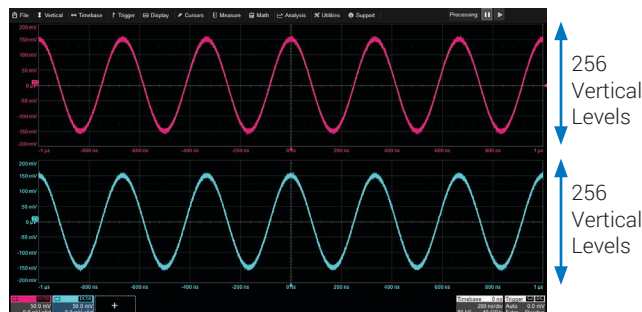 File Vertical Timebase Trigger Display Cursors Measure Math Analysis Utilities Support Processing:
200 mV
150 mV
100 mV
50 mV
0 µV
-50 mV
-100 mV
-150 mV
-200 mV
-1 µs -800 ns -600 ns -400 ns -200 ns 0 ns 200 ns 400 ns 600 ns 800 ns 1 µs
256
Vertical
Levels
200 mV
150 mV
100 mV
50 mV
0 µV
-50 mV
-100 mV
-150 mV
-200 mV
-1 µs -800 ns -600 ns -400 ns -200 ns 0 ns 200 ns 400 ns 600 ns 800 ns 1 µs
256
Vertical
Levels
Timebase 0 ns Trigger
50.0 mV 50.0 mV + 200 ns/div Auto 0.0 mV